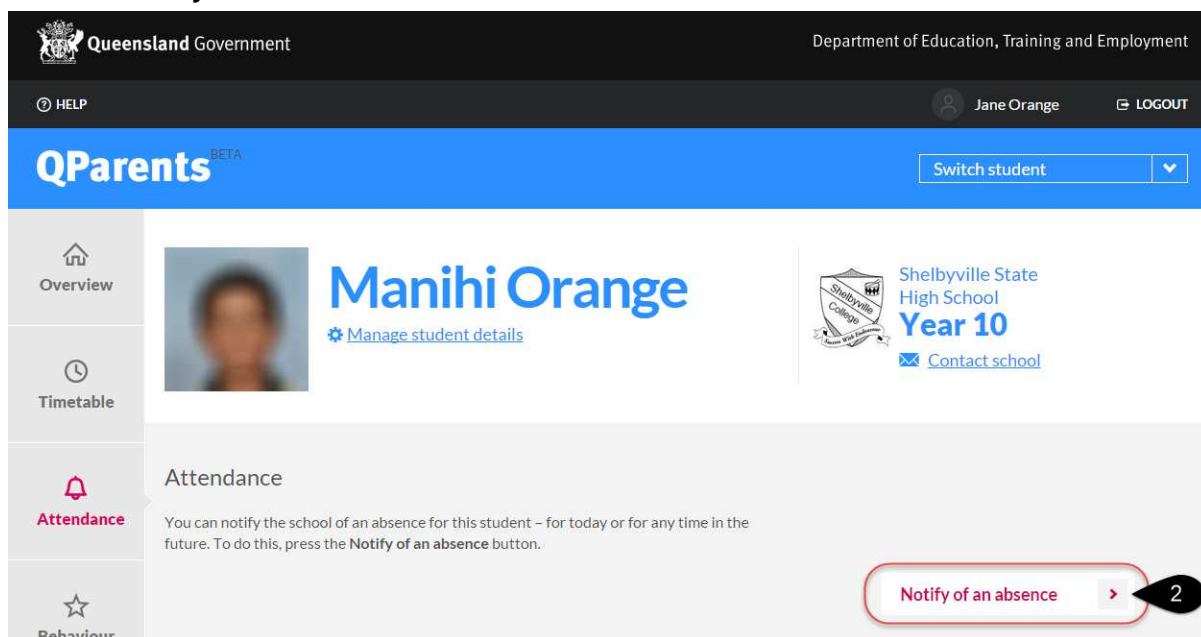 Queensland Government
Department of Education, Training and Employment
HELP
Jane Orange
LOGOUT
QParents BETA
Switch student
Overview
Timetable
Attendance
Behaviour
Manihi Orange
Manage student details
Shelbyville
College
Shelbyville State
High School
Year 10
Contact school
Attendance
You can notify the school of an absence for this student – for today or for any time in the
future. To do this, press the Notify of an absence button.
Notify of an absence
2